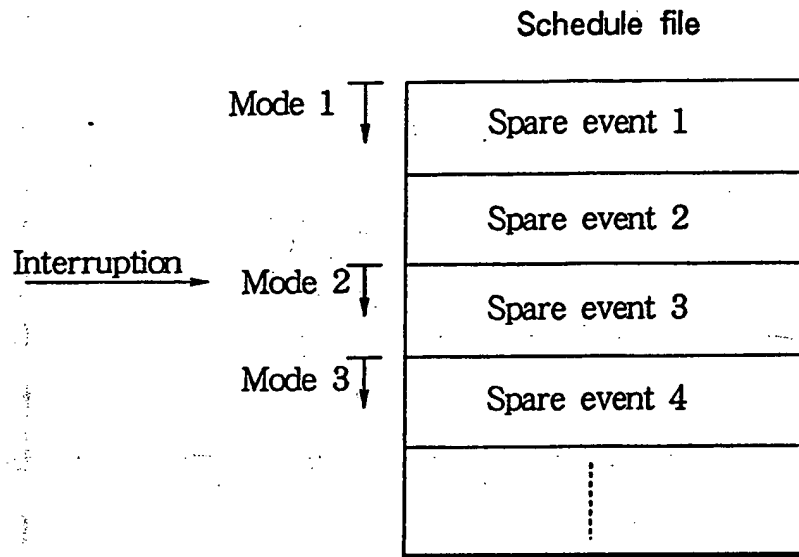 Schedule file
Mode 1
Spare event 1
Spare event 2
Interruption
Mode 2
Spare event 3
Mode 3
Spare event 4